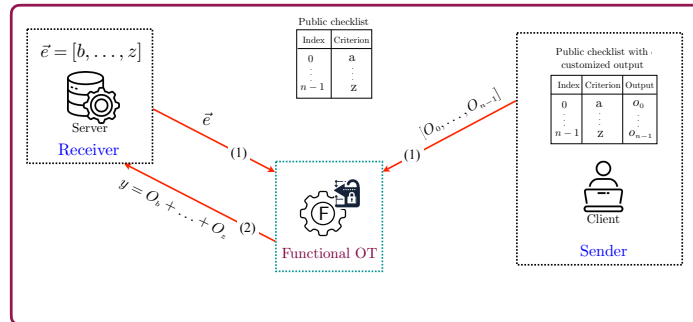 Public checklist
Index Criterion
0 a
⋮ ⋮
n − 1 z
e⃗ = [b, . . . , z]
Server
Receiver
e⃗
(1)
y = O_b + . . . + O_z
(2)
F
Functional OT
[O_0, . . . , O_{n−1}]
(1)
Public checklist with
customized output
Index Criterion Output
0 a o_0
⋮ ⋮ ⋮
n − 1 z o_{n−1}
Client
Sender